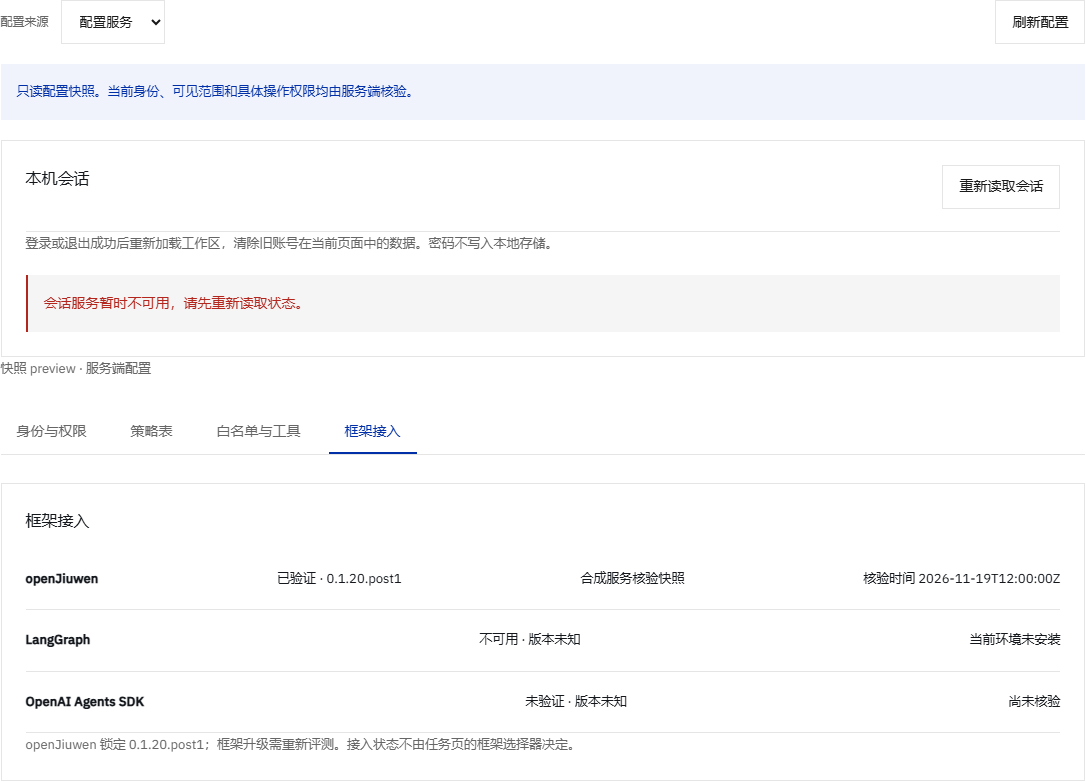 配置来源 配置服务 刷新配置
只读配置快照。当前身份、可见范围和具体操作权限均由服务端核验。
本机会话 重新读取会话
登录或退出成功后重新加载工作区，清除旧账号在当前页面中的数据。密码不写入本地存储。
会话服务暂时不可用，请先重新读取状态。
快照 preview · 服务端配置
身份与权限 策略表 白名单与工具 框架接入
框架接入
openJiuwen 已验证 · 0.1.20.post1 合成服务核验快照 核验时间 2026-11-19T12:00:00Z
LangGraph 不可用 · 版本未知 当前环境未安装
OpenAI Agents SDK 未验证 · 版本未知 尚未核验
openJiuwen 锁定 0.1.20.post1；框架升级需重新评测。接入状态不由任务页的框架选择器决定。